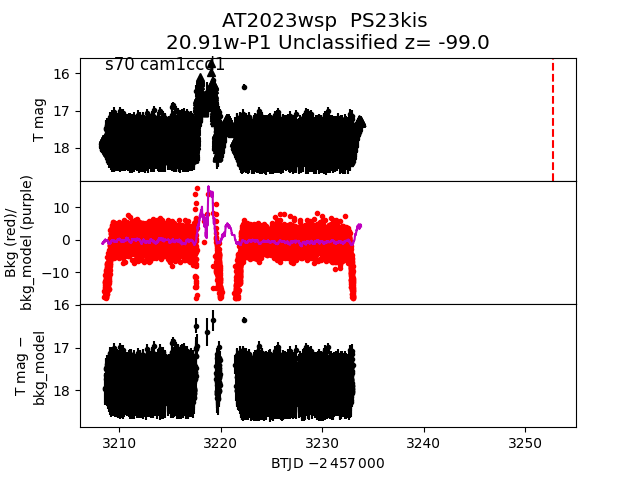 AT2023wsp  PS23kis
20.91w-P1 Unclassified z= -99.0
s70 cam1ccd1
T mag
16
17
18
Bkg (red)/
bkg_model (purple)
10
0
−10
T mag −
bkg_model
16
17
18
3210
3220
3230
3240
3250
BTJD −2 457 000